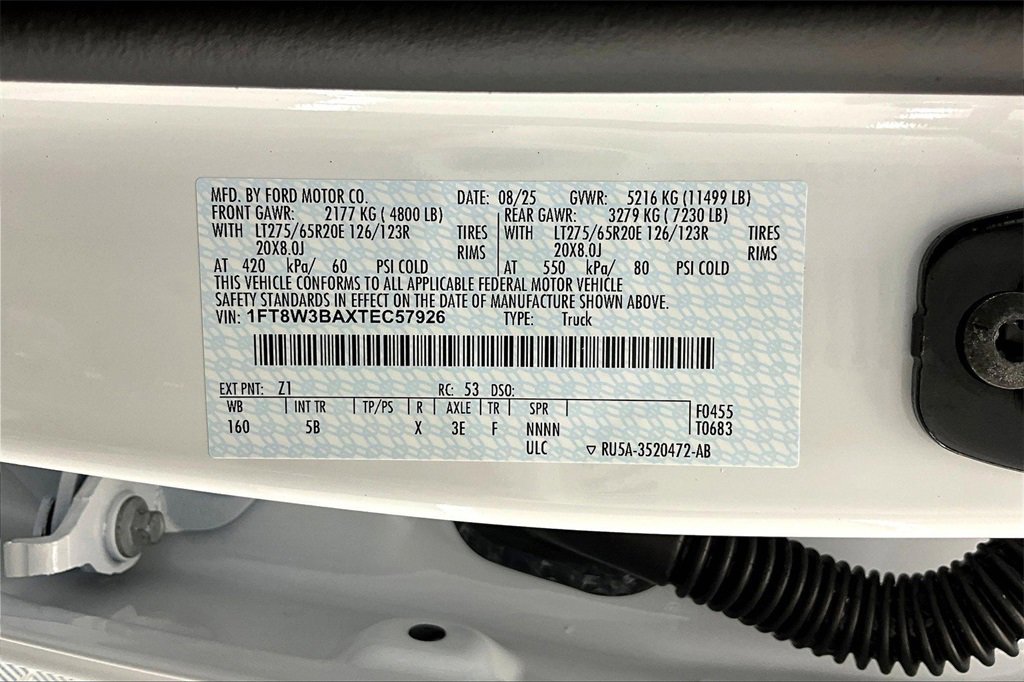 MFD. BY FORD MOTOR CO. DATE: 08/25 GVWR: 5216 KG (11499 LB)
FRONT GAWR: 2177 KG ( 4800 LB) REAR GAWR: 3279 KG ( 7230 LB)
WITH LT275/65R20E 126/123R TIRES WITH LT275/65R20E 126/123R TIRES
20X8.0J RIMS 20X8.0J RIMS
AT 420 kPa/ 60 PSI COLD AT 550 kPa/ 80 PSI COLD
THIS VEHICLE CONFORMS TO ALL APPLICABLE FEDERAL MOTOR VEHICLE
SAFETY STANDARDS IN EFFECT ON THE DATE OF MANUFACTURE SHOWN ABOVE.
VIN: 1FT8W3BAXTEC57926 TYPE: Truck
EXT PNT: Z1 RC: 53 DSO:
WB INT TR TP/PS R AXLE TR SPR F0455
160 5B X 3E F NNNN T0683
ULC ▽ RU5A-3520472-AB